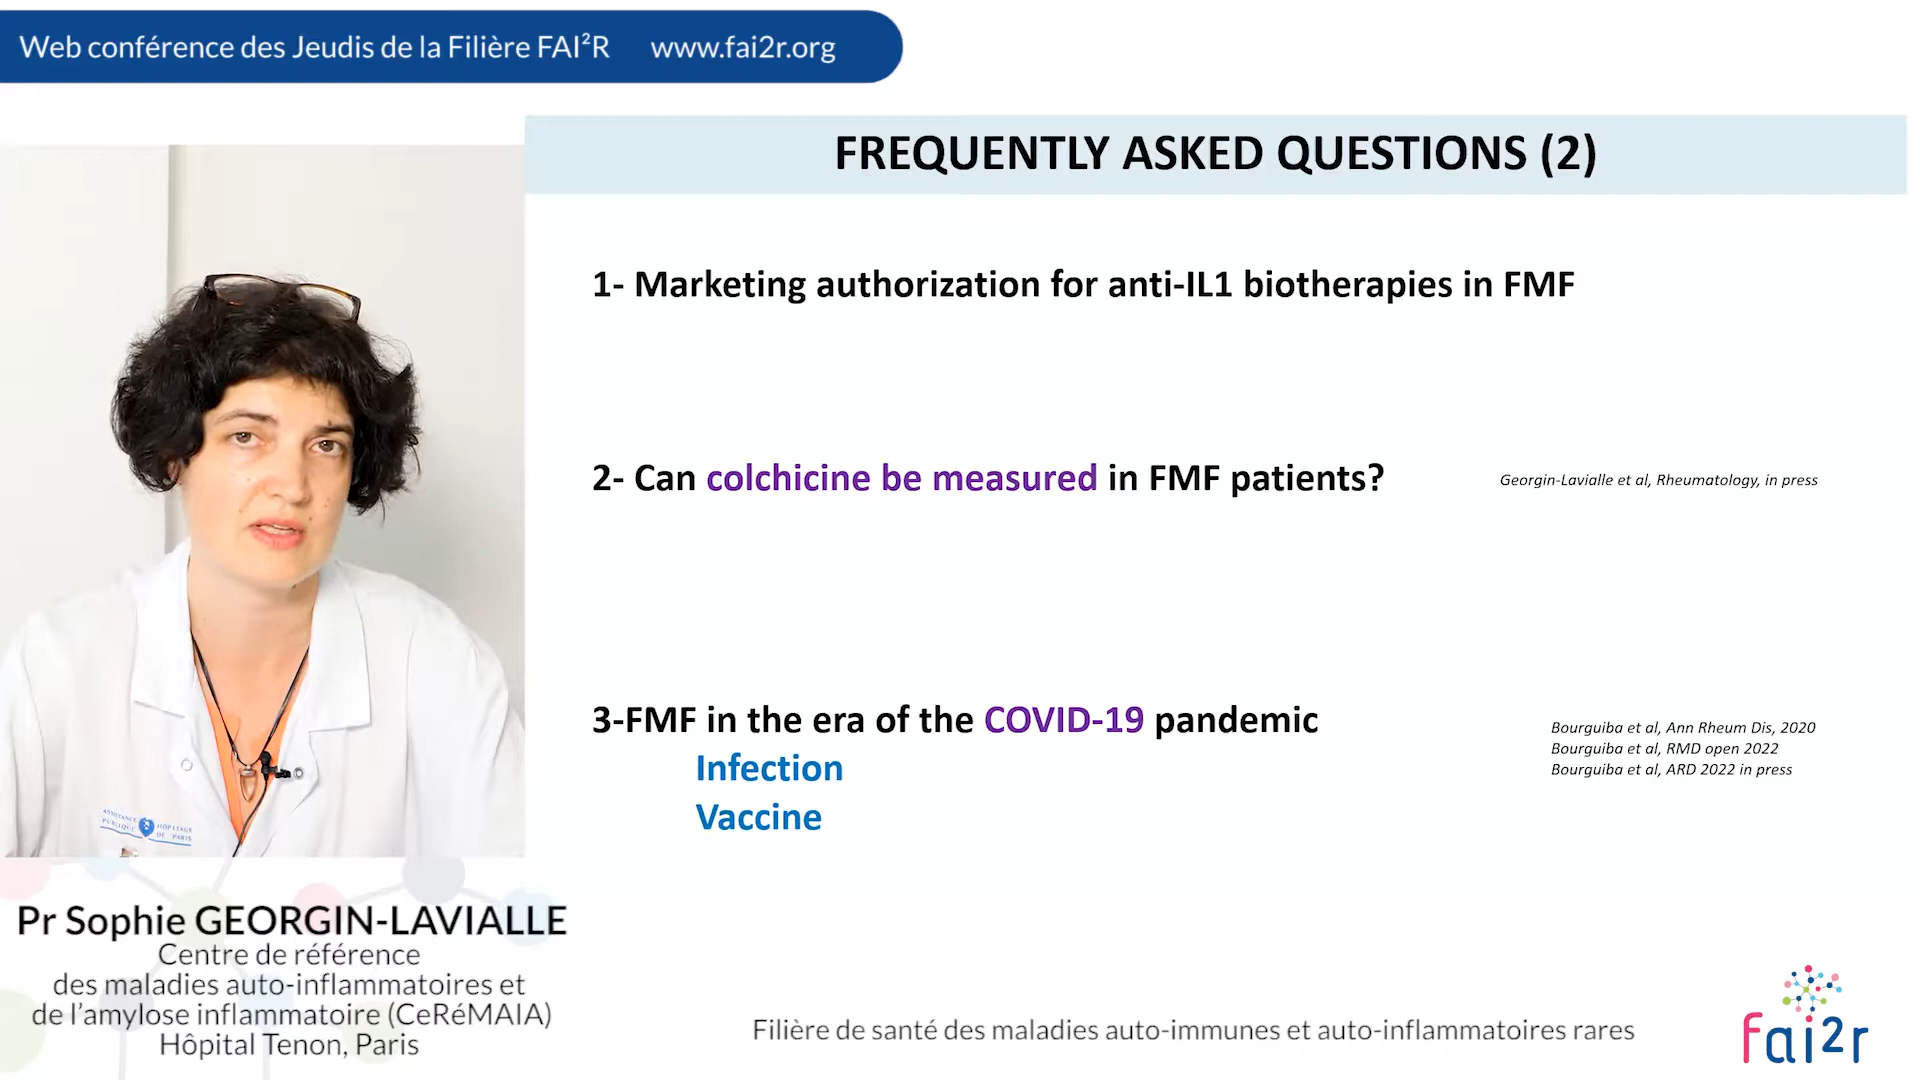 Web conférence des Jeudis de la Filière FAI²R www.fai2r.org
FREQUENTLY ASKED QUESTIONS (2)
1- Marketing authorization for anti-IL1 biotherapies in FMF
2- Can colchicine be measured in FMF patients?
Georgin-Lavialle et al, Rheumatology, in press
3-FMF in the era of the COVID-19 pandemic
Infection
Vaccine
Bourguiba et al, Ann Rheum Dis, 2020
Bourguiba et al, RMD open 2022
Bourguiba et al, ARD 2022 in press
ASSISTANCE HÔPITAUX
PUBLIQUE DE PARIS
Pr Sophie GEORGIN-LAVIALLE
Centre de référence
des maladies auto-inflammatoires et
de l'amylose inflammatoire (CeRéMAIA)
Hôpital Tenon, Paris
Filière de santé des maladies auto-immunes et auto-inflammatoires rares
fai2r